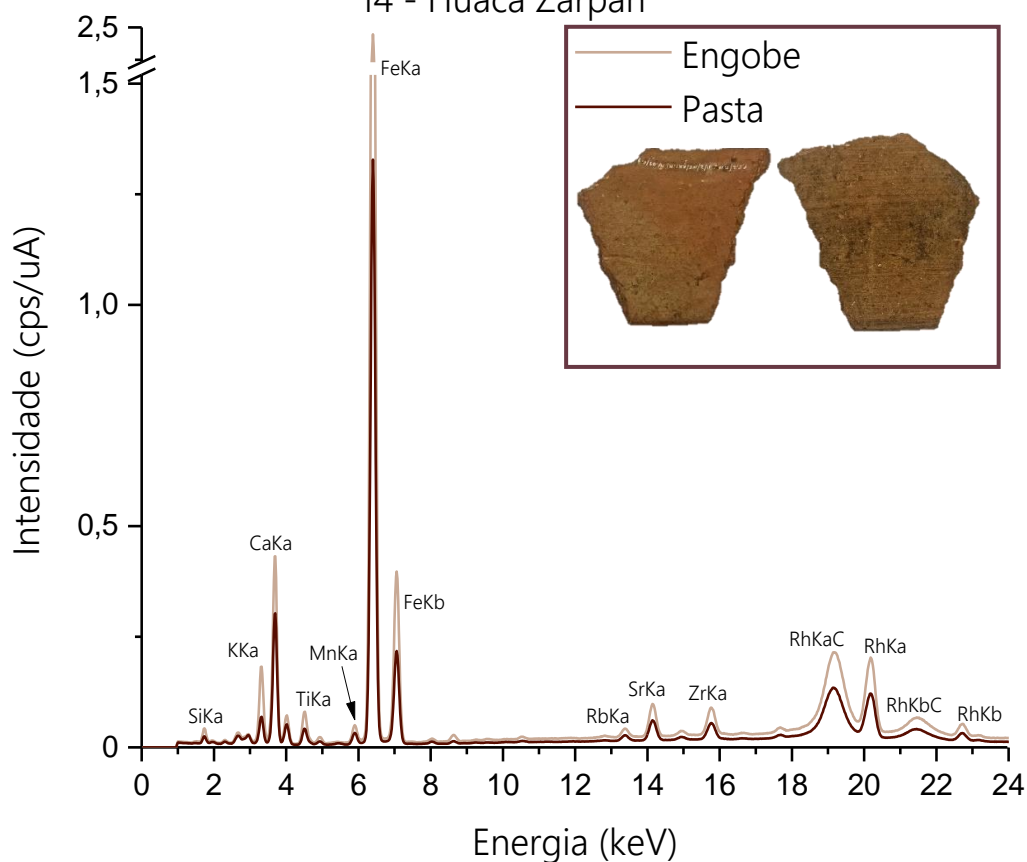 14 - Huaca Zarpán
Engobe
Pasta
Intensidade (cps/uA)
2,5
1,5
1,0
0,5
0
FeKa
CaKa
FeKb
KKa
MnKa
TiKa
SiKa
RbKa
SrKa
ZrKa
RhKaC
RhKa
RhKbC
RhKb
0 2 4 6 8 10 12 14 16 18 20 22 24
Energia (keV)